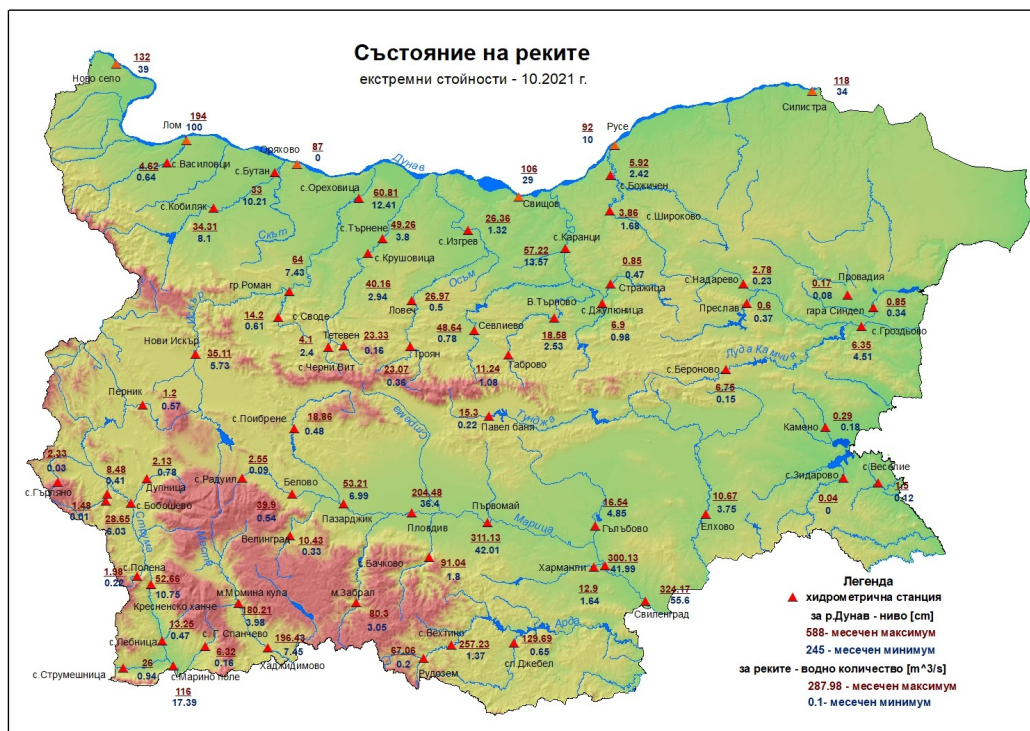 Състояние на реките
екстремни стойности - 10.2021 г.
132
39
Ново село
118
34
Силистра
194
100
Лом
92
10
Русе
87
0
Оряхово
Дунав
106
29
Свищов
4.62
0.64
с.Василовци
с.Бутан
33
10.21
с.Кобиляк
34.31
8.1
Скът
с.Ореховица
60.81
12.41
с.Търнене
49.26
3.8
с.Крушовица
40.16
2.94
26.36
1.32
с.Изгрев
5.92
2.42
с.Божичен
3.86
1.68
с.Широково
с.Каранци
57.22
13.57
0.85
0.47
Стражица
с.Надарево
2.78
0.23
Преслав
0.6
0.37
Провадия
0.17
0.08
гара Синдел
0.85
0.34
с.Гроздьово
6.35
4.51
64
7.43
гр.Роман
14.2
0.61
с.Своде
Искър
Осъм
Ловеч
26.97
0.5
Севлиево
48.64
0.78
В.Търново
18.58
2.53
с.Джулюница
6.9
0.98
Нови Искър
35.11
5.73
4.1
2.4
с.Черни Вит
Тетевен
23.33
0.16
Троян
23.07
0.36
Габрово
11.24
1.08
Луда Камчия
с.Бероново
6.75
0.15
Перник
1.2
0.57
с.Поибрене
18.86
0.48
Стряма
15.3
0.22
Павел баня
Тунджа
Камено
0.29
0.18
с.Зидарово
0.04
0
с.Веселие
1.5
0.12
2.33
0.03
с.Гърляно
8.48
0.41
1.48
0.01
28.65
6.03
с.Бобошево
2.13
0.78
Дупница
с.Радуил
2.55
0.09
Белово
39.9
0.54
53.21
6.99
Пазарджик
204.48
36.4
Пловдив
Първомай
311.13
42.01
Марица
16.54
4.85
Гълъбово
10.67
3.75
Елхово
Велинград
10.43
0.33
с.Бачково
91.04
1.8
Харманли
300.13
41.99
12.9
1.64
324.17
55.6
Свиленград
Струма
Места
с.Полена
1.98
0.22
52.66
10.75
Кресненско ханче
м.Момина кула
180.21
3.98
м.Забрал
80.3
3.05
с.Лебница
13.25
0.47
с. Г. Спанчево
6.32
0.16
196.43
7.45
Хаджидимово
с.Струмешница
26
0.94
с.Марино поле
116
17.39
67.06
0.2
Рудозем
с.Вехтино
257.23
1.37
129.69
0.65
сп.Джебел
Арда
Легенда
хидрометрична станция
за р.Дунав - ниво [cm]
588- месечен максимум
245 - месечен минимум
за реките - водно количество [m^3/s]
287.98 - месечен максимум
0.1- месечен минимум